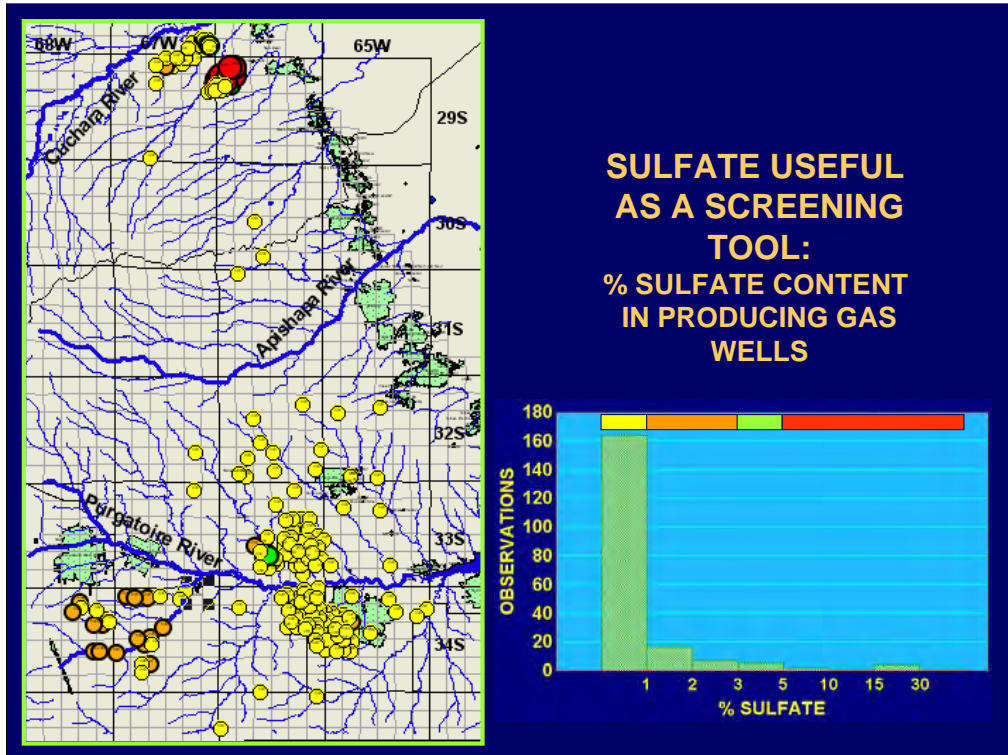 68W
67W
65W
Cuchara River
29S
30S
Apishapa River
31S
32S
Purgatoire River
33S
34S
SULFATE USEFUL
AS A SCREENING
TOOL:
% SULFATE CONTENT
IN PRODUCING GAS
WELLS
180
160
140
120
100
80
60
40
20
0
OBSERVATIONS
1 2 3 5 10 15 30
% SULFATE